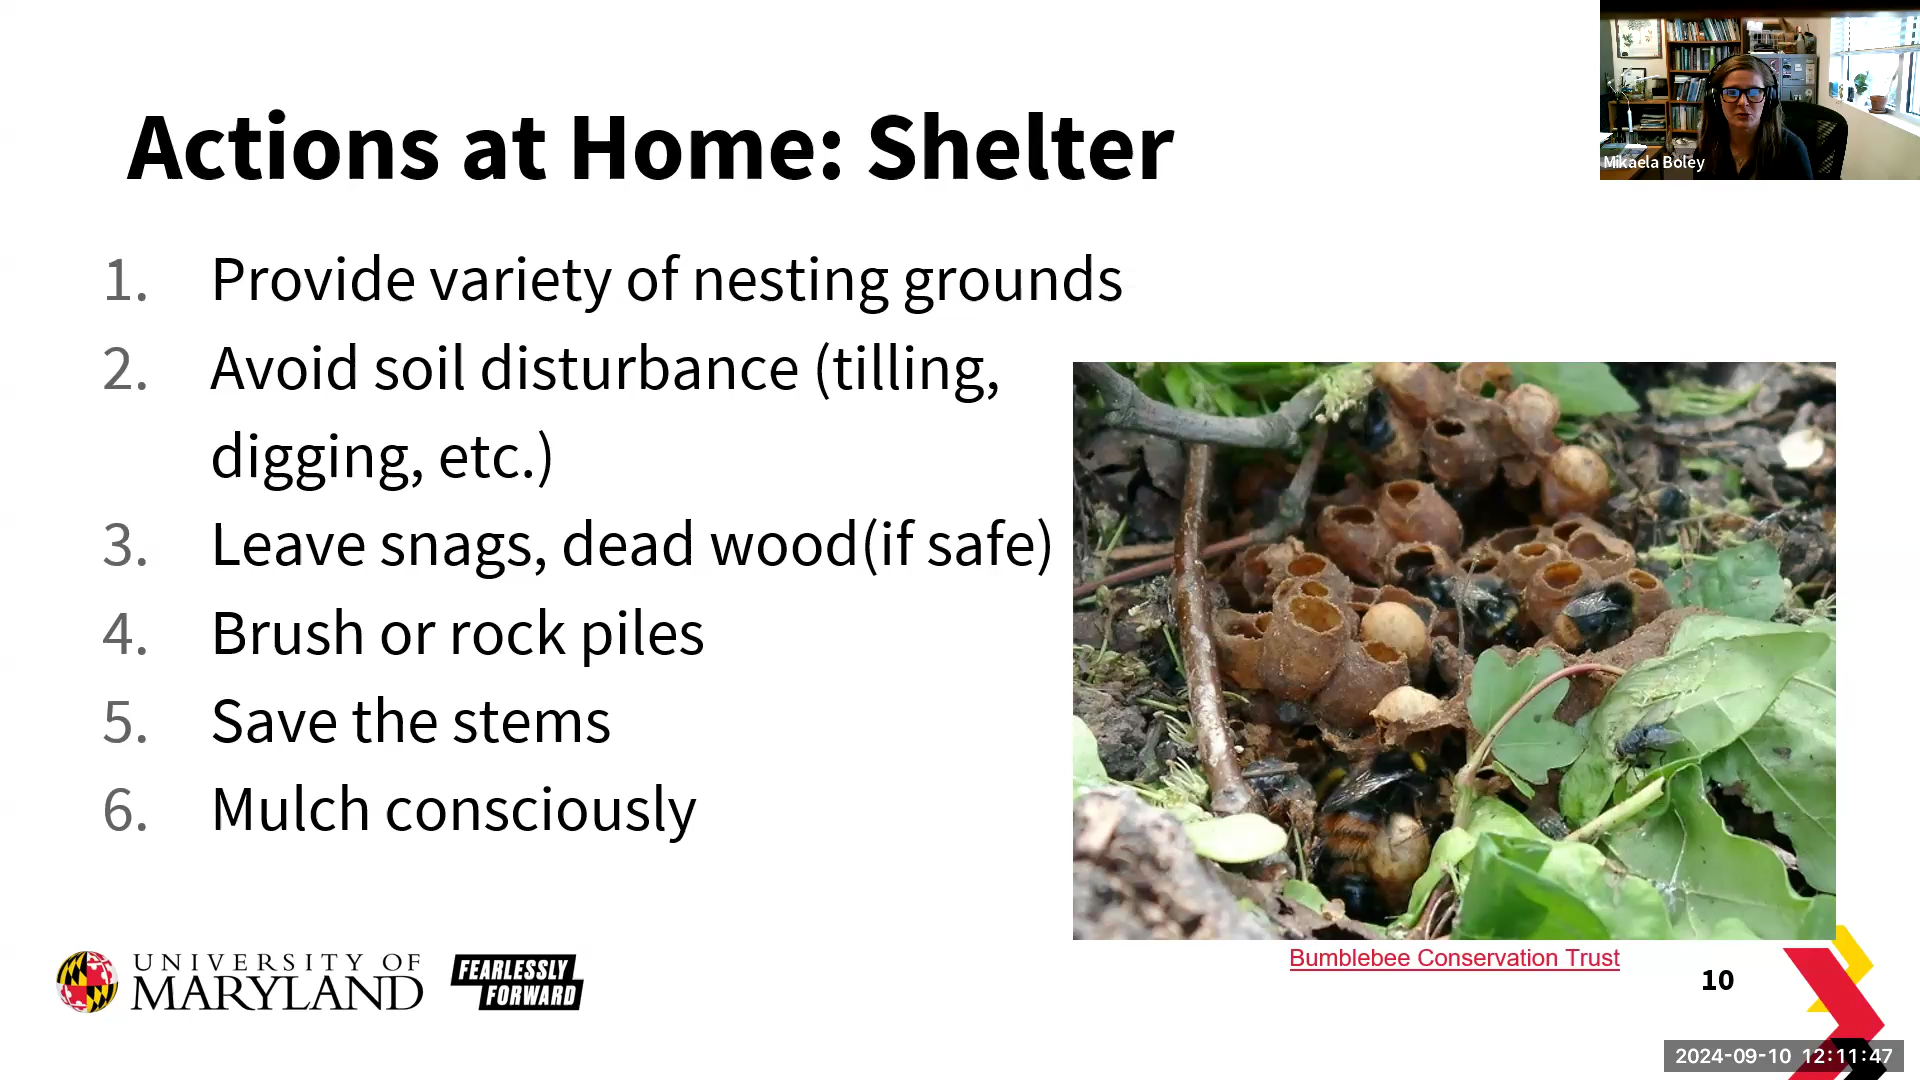 Mikaela Boley
Actions at Home: Shelter
1. Provide variety of nesting grounds
2. Avoid soil disturbance (tilling,
digging, etc.)
3. Leave snags, dead wood(if safe)
4. Brush or rock piles
5. Save the stems
6. Mulch consciously
Bumblebee Conservation Trust
UNIVERSITY OF
MARYLAND
FEARLESSLY
FORWARD
10
2024-09-10 12:11:47